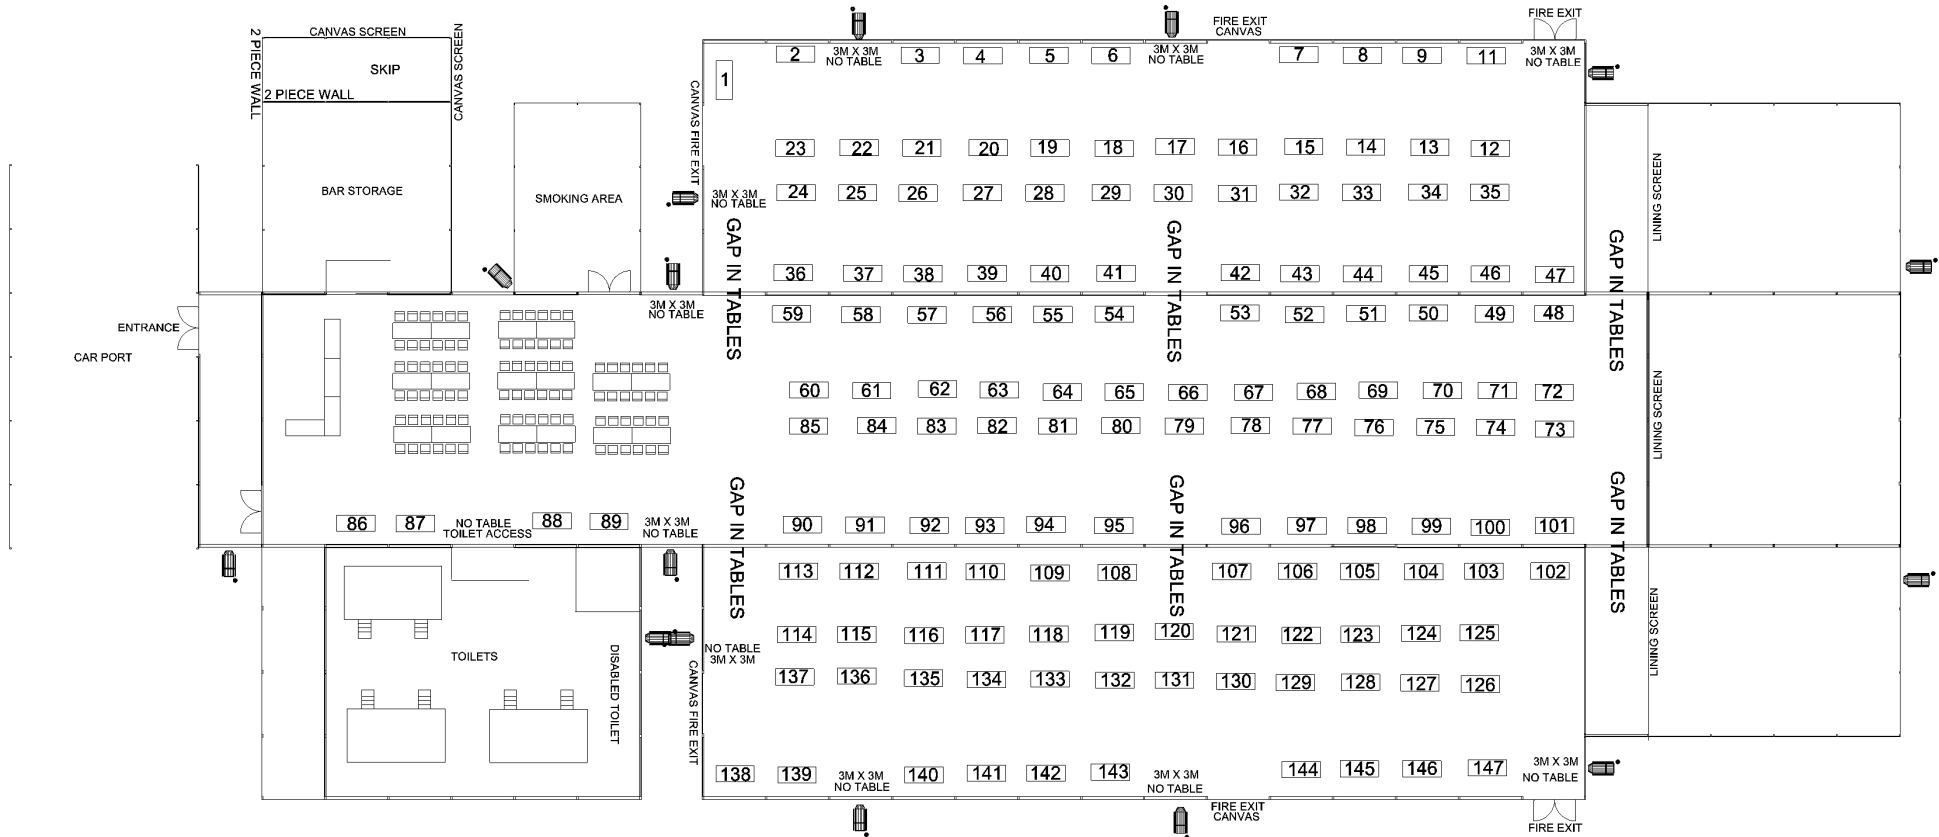 CANVAS SCREEN
2 PIECE WALL
CANVAS SCREEN
SKIP
2 PIECE WALL
BAR STORAGE
SMOKING AREA
ENTRANCE
CAR PORT
FIRE EXIT
CANVAS
FIRE EXIT
1
2
3M X 3M
NO TABLE
3 4 5 6
3M X 3M
NO TABLE
7 8 9 11
3M X 3M
NO TABLE
CANVAS FIRE EXIT
23 22 21 20 19 18 17 16 15 14 13 12
3M X 3M
NO TABLE
24 25 26 27 28 29 30 31 32 33 34 35
GAP IN TABLES
GAP IN TABLES
GAP IN TABLES
LINING SCREEN
36 37 38 39 40 41 42 43 44 45 46 47
3M X 3M
NO TABLE
59 58 57 56 55 54 53 52 51 50 49 48
60 61 62 63 64 65 66 67 68 69 70 71 72
LINING SCREEN
85 84 83 82 81 80 79 78 77 76 75 74 73
GAP IN TABLES
GAP IN TABLES
GAP IN TABLES
86 87
NO TABLE
TOILET ACCESS
88 89
3M X 3M
NO TABLE
90 91 92 93 94 95 96 97 98 99 100 101
113 112 111 110 109 108 107 106 105 104 103 102
114 115 116 117 118 119 120 121 122 123 124 125
LINING SCREEN
TOILETS
DISABLED TOILET
NO TABLE
3M X 3M
CANVAS FIRE EXIT
137 136 135 134 133 132 131 130 129 128 127 126
138 139
3M X 3M
NO TABLE
140 141 142 143
3M X 3M
NO TABLE
144 145 146 147
3M X 3M
NO TABLE
FIRE EXIT
CANVAS
FIRE EXIT